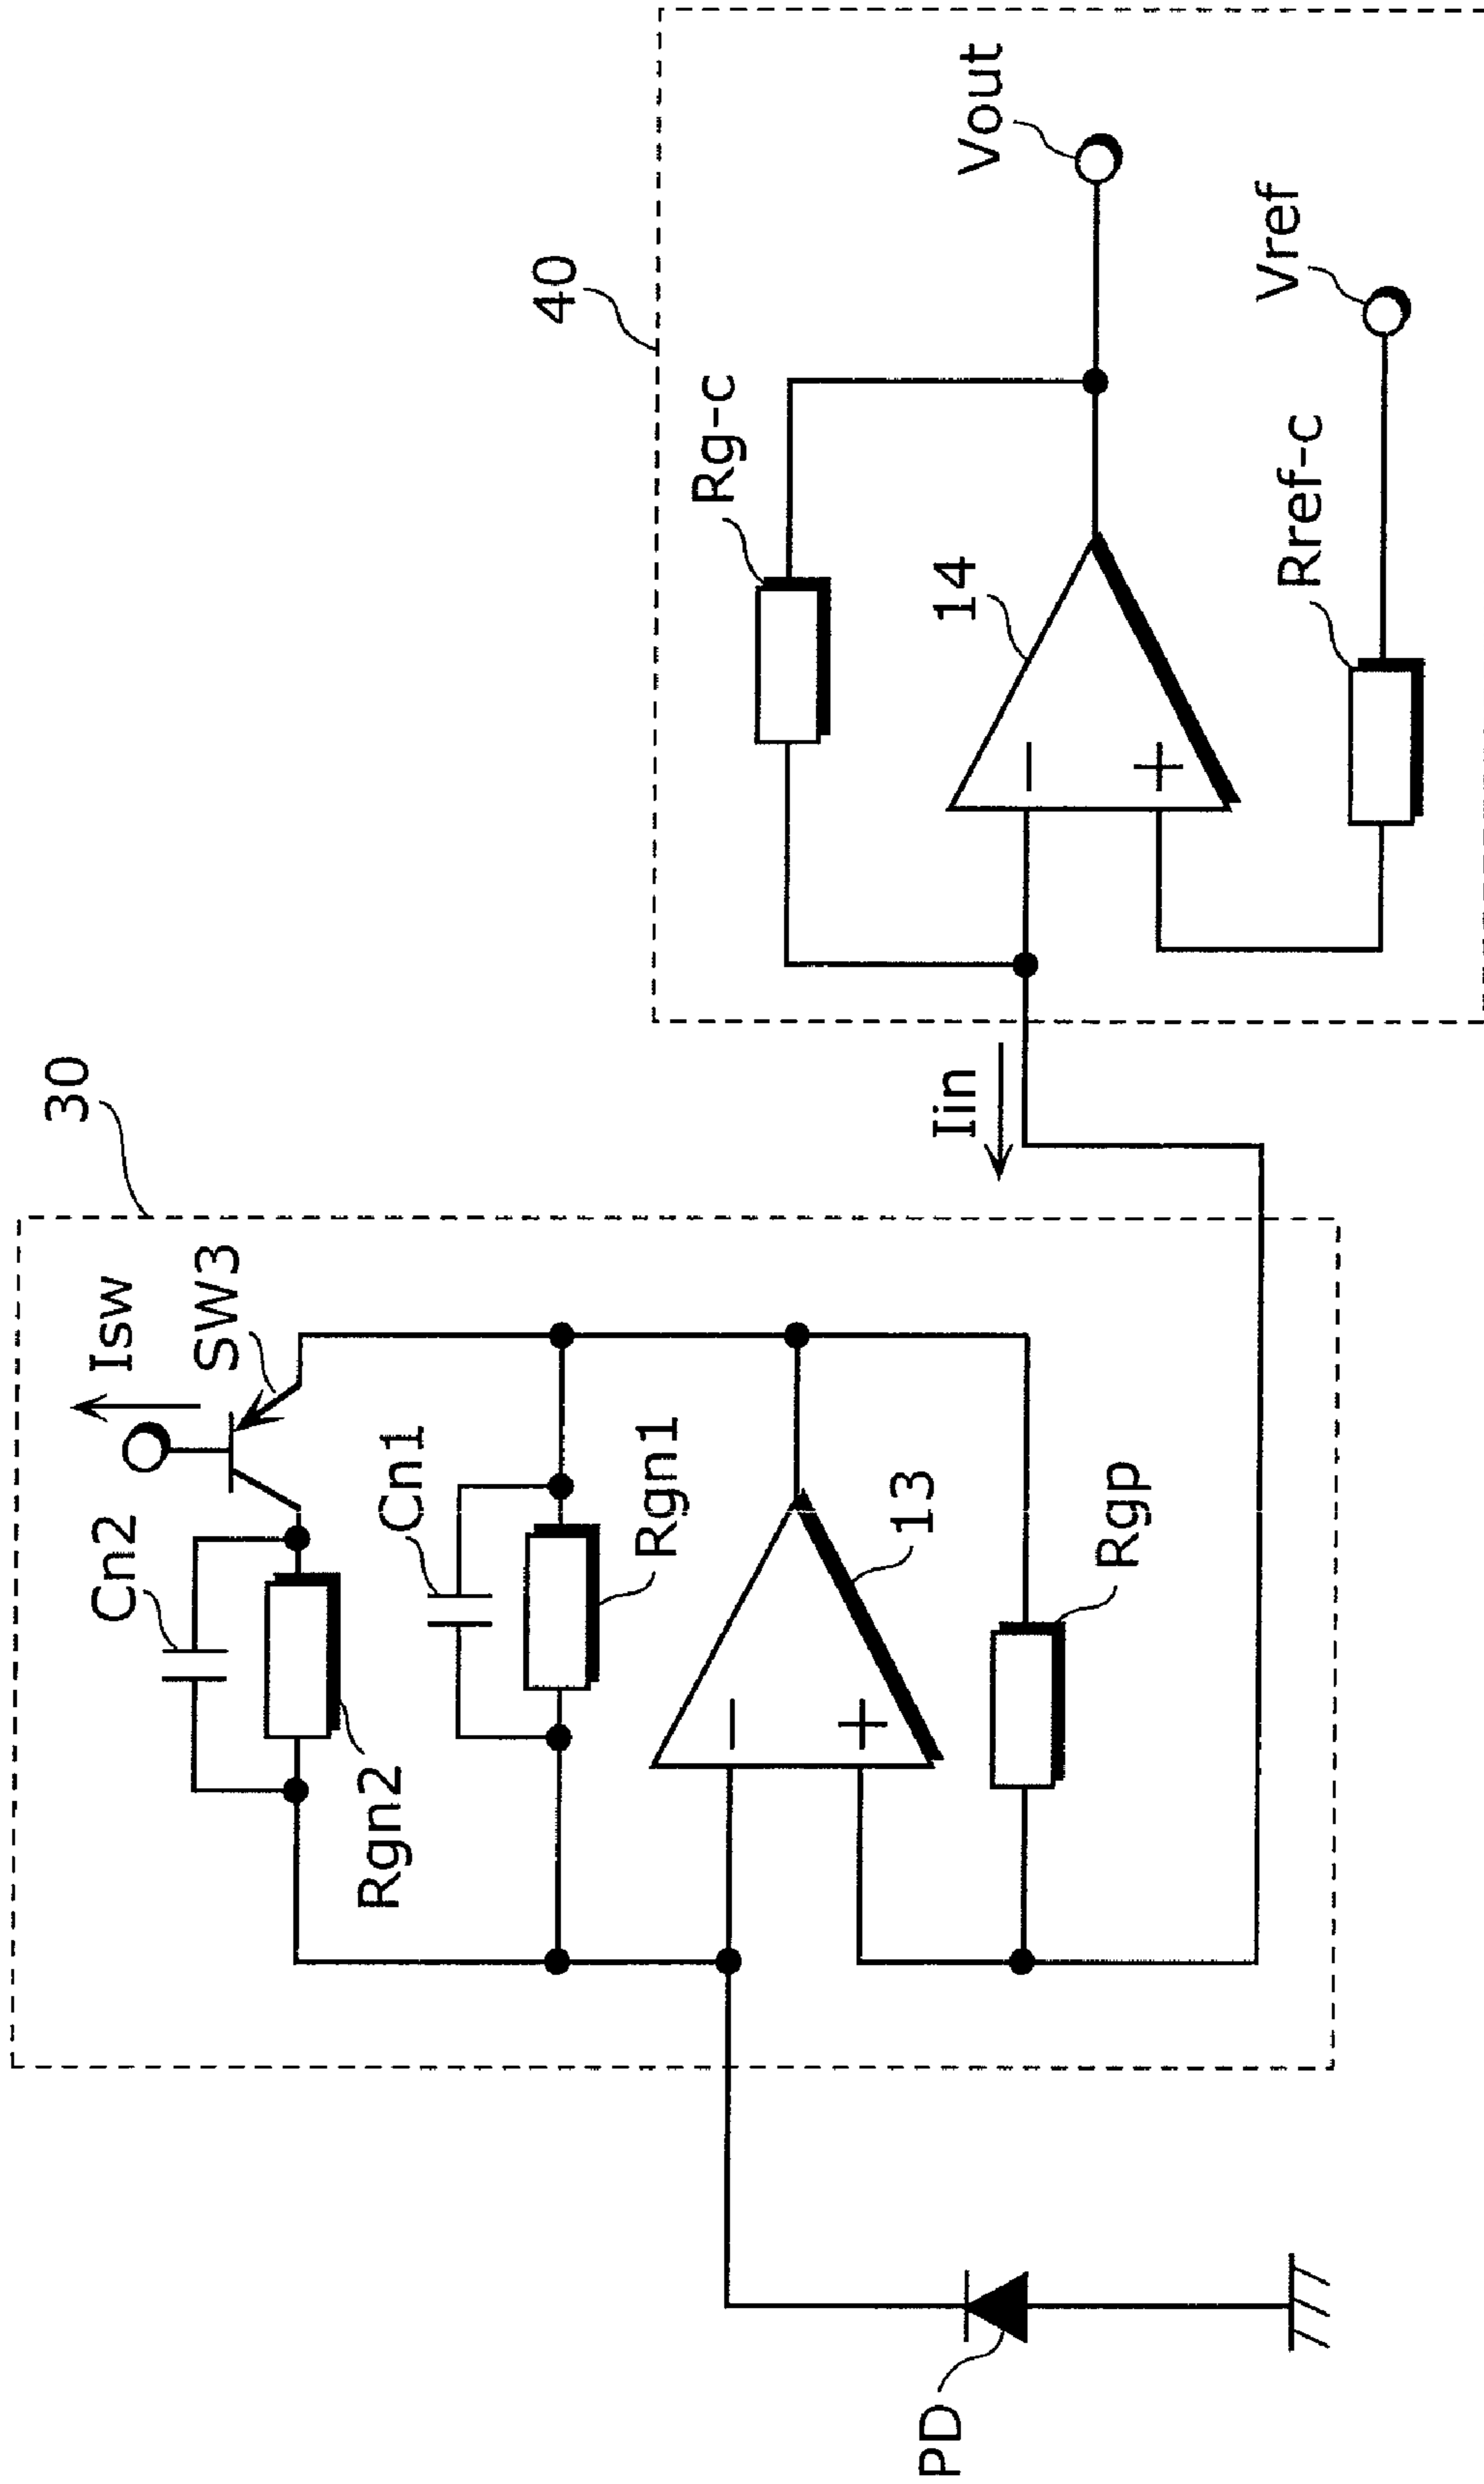 30
40
Isw
SW3
Cn2
Rgn2
Cn1
Rgn1
−
+
13
Rgp
Iin
PD
Rg-c
14
−
+
Vout
Rref-c
Vref